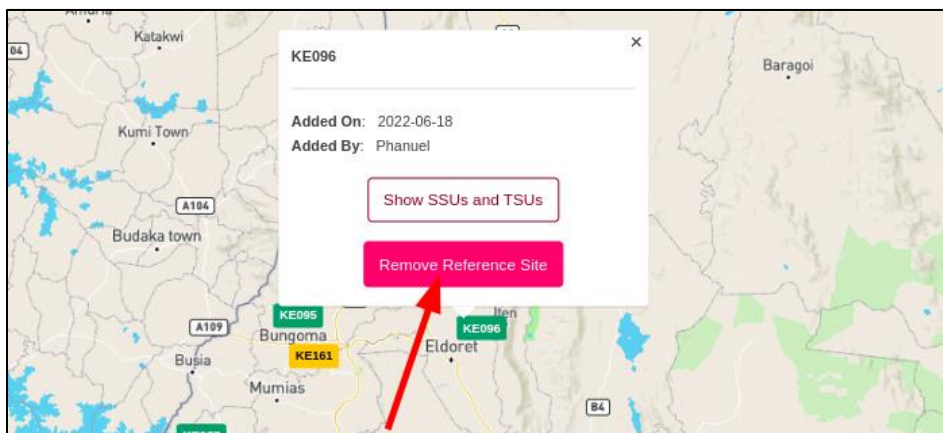 Katakwi
04
KE096
×
Baragoi
Added On: 2022-06-18
Added By: Phanuel
Kumi Town
Show SSUs and TSUs
A104
Budaka town
Remove Reference Site
KE095
Iten
A109
Bungoma
KE096
Eldoret
Busia
KE161
Mumias
B4